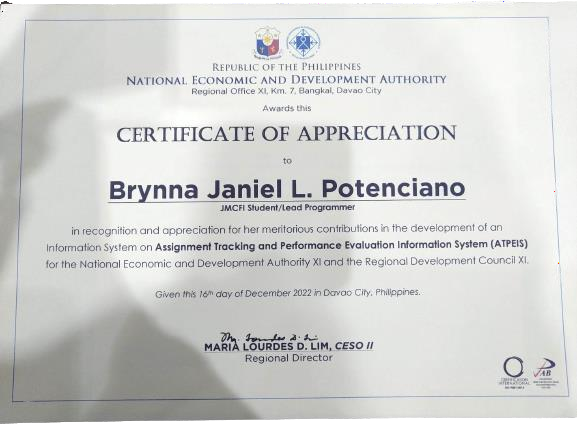 REPUBLIC OF THE PHILIPPINES
NATIONAL ECONOMIC AND DEVELOPMENT AUTHORITY
Regional Office XI, Km. 7, Bangkal, Davao City
Awards this
CERTIFICATE OF APPRECIATION
to
Brynna Janiel L. Potenciano
JMCFI Student/Lead Programmer
in recognition and appreciation for her meritorious contributions in the development of an
Information System on Assignment Tracking and Performance Evaluation Information System (ATPEIS)
for the National Economic and Development Authority XI and the Regional Development Council XI.
Given this 16th day of December 2022 in Davao City, Philippines.
MARIA LOURDES D. LIM, CESO II
Regional Director
CERTIFICATION
INTERNATIONAL
PAB